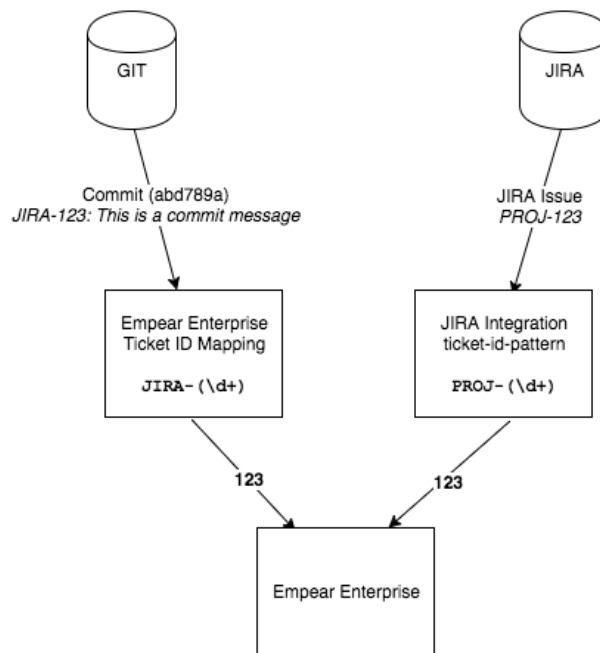 GIT
JIRA
Commit (abd789a)
JIRA-123: This is a commit message
JIRA Issue
PROJ-123
Empear Enterprise
Ticket ID Mapping
JIRA-(\d+)
JIRA Integration
ticket-id-pattern
PROJ-(\d+)
123
123
Empear Enterprise